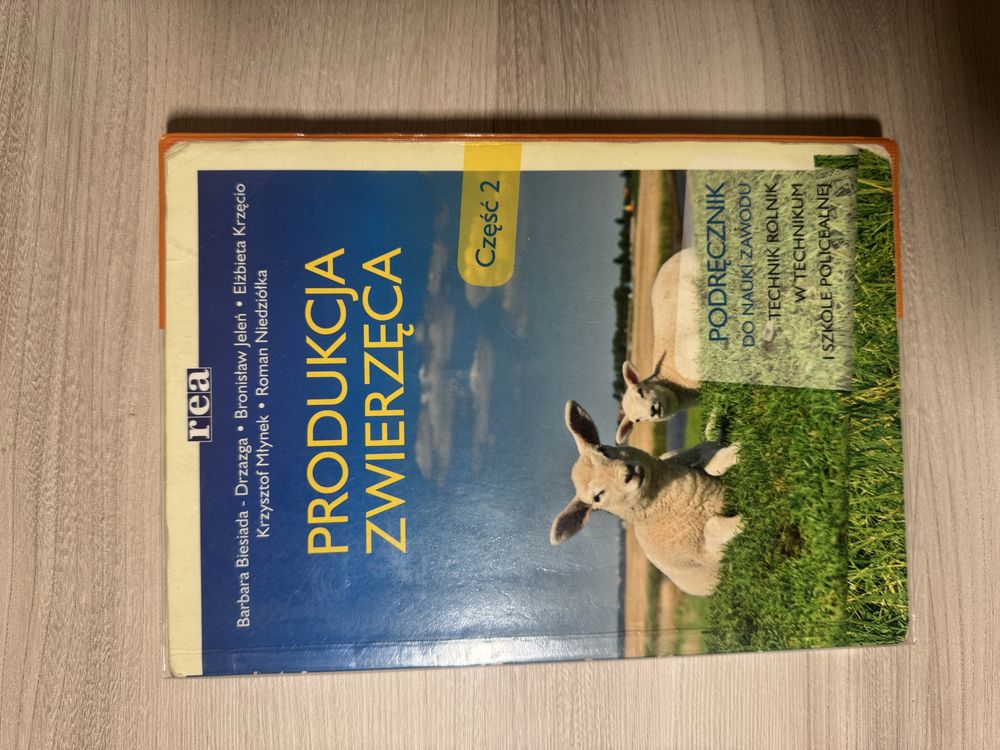 rea
Barbara Biesiada - Drzazga • Bronisław Jeleń • Elżbieta Krzęcio
Krzysztof Młynek • Roman Niedziółka
PRODUKCJA
ZWIERZĘCA
Część 2
PODRĘCZNIK
DO NAUKI ZAWODU
TECHNIK ROLNIK
W TECHNIKUM
I SZKOLE POLICEALNEJ